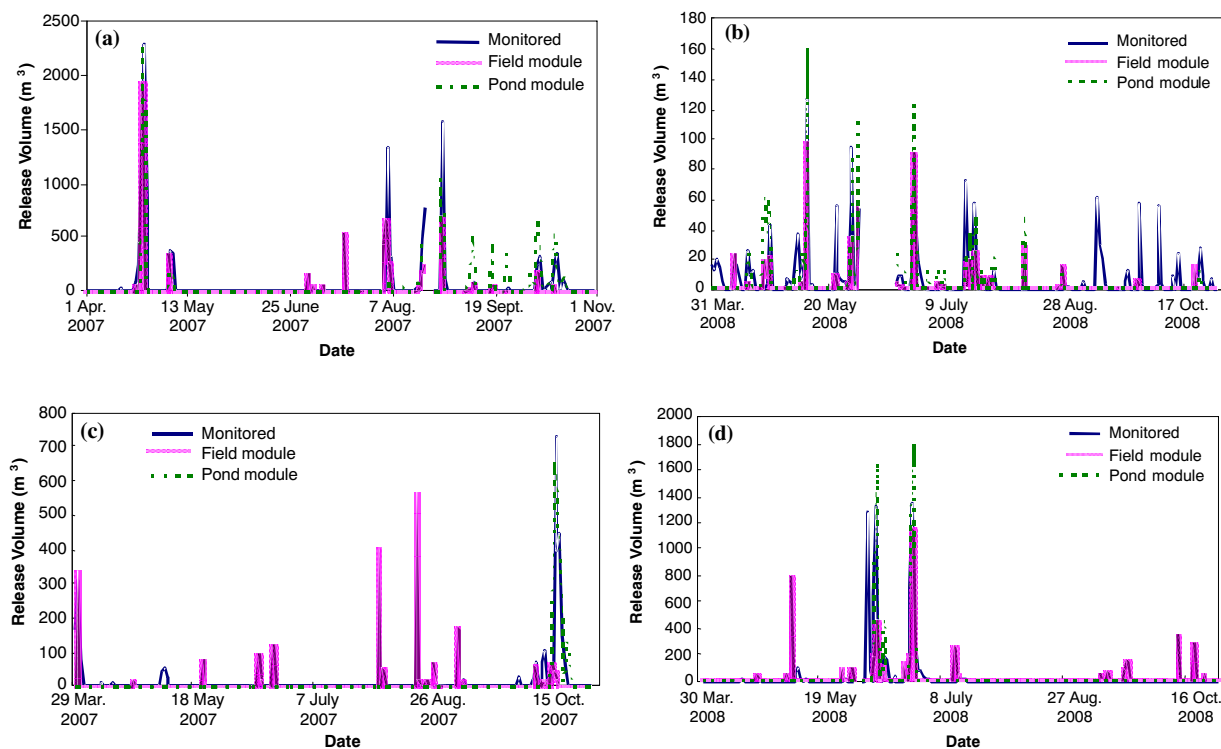 (a)
Monitored
Field module
Pond module
Release Volume (m 3 )
2500
2000
1500
1000
500
0
1 Apr. 13 May 25 June 7 Aug. 19 Sept. 1 Nov.
2007 2007 2007 2007 2007 2007
Date
(b)
Monitored
Field module
Pond module
Release Volume (m 3 )
180
160
140
120
100
80
60
40
20
0
31 Mar. 20 May 9 July 28 Aug. 17 Oct.
2008 2008 2008 2008 2008
Date
(c)
Monitored
Field module
Pond module
Release Volume (m 3 )
800
700
600
500
400
300
200
100
0
29 Mar. 18 May 7 July 26 Aug. 15 Oct.
2007 2007 2007 2007 2007
Date
(d)
Monitored
Field module
Pond module
Release Volume (m 3 )
2000
1800
1600
1400
1200
1000
800
600
400
200
0
30 Mar. 19 May 8 July 27 Aug. 16 Oct.
2008 2008 2008 2008 2008
Date